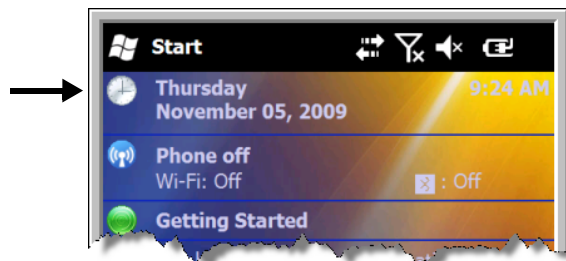 Start
Thursday 9:24 AM
November 05, 2009
Phone off
Wi-Fi: Off : Off
Getting Started